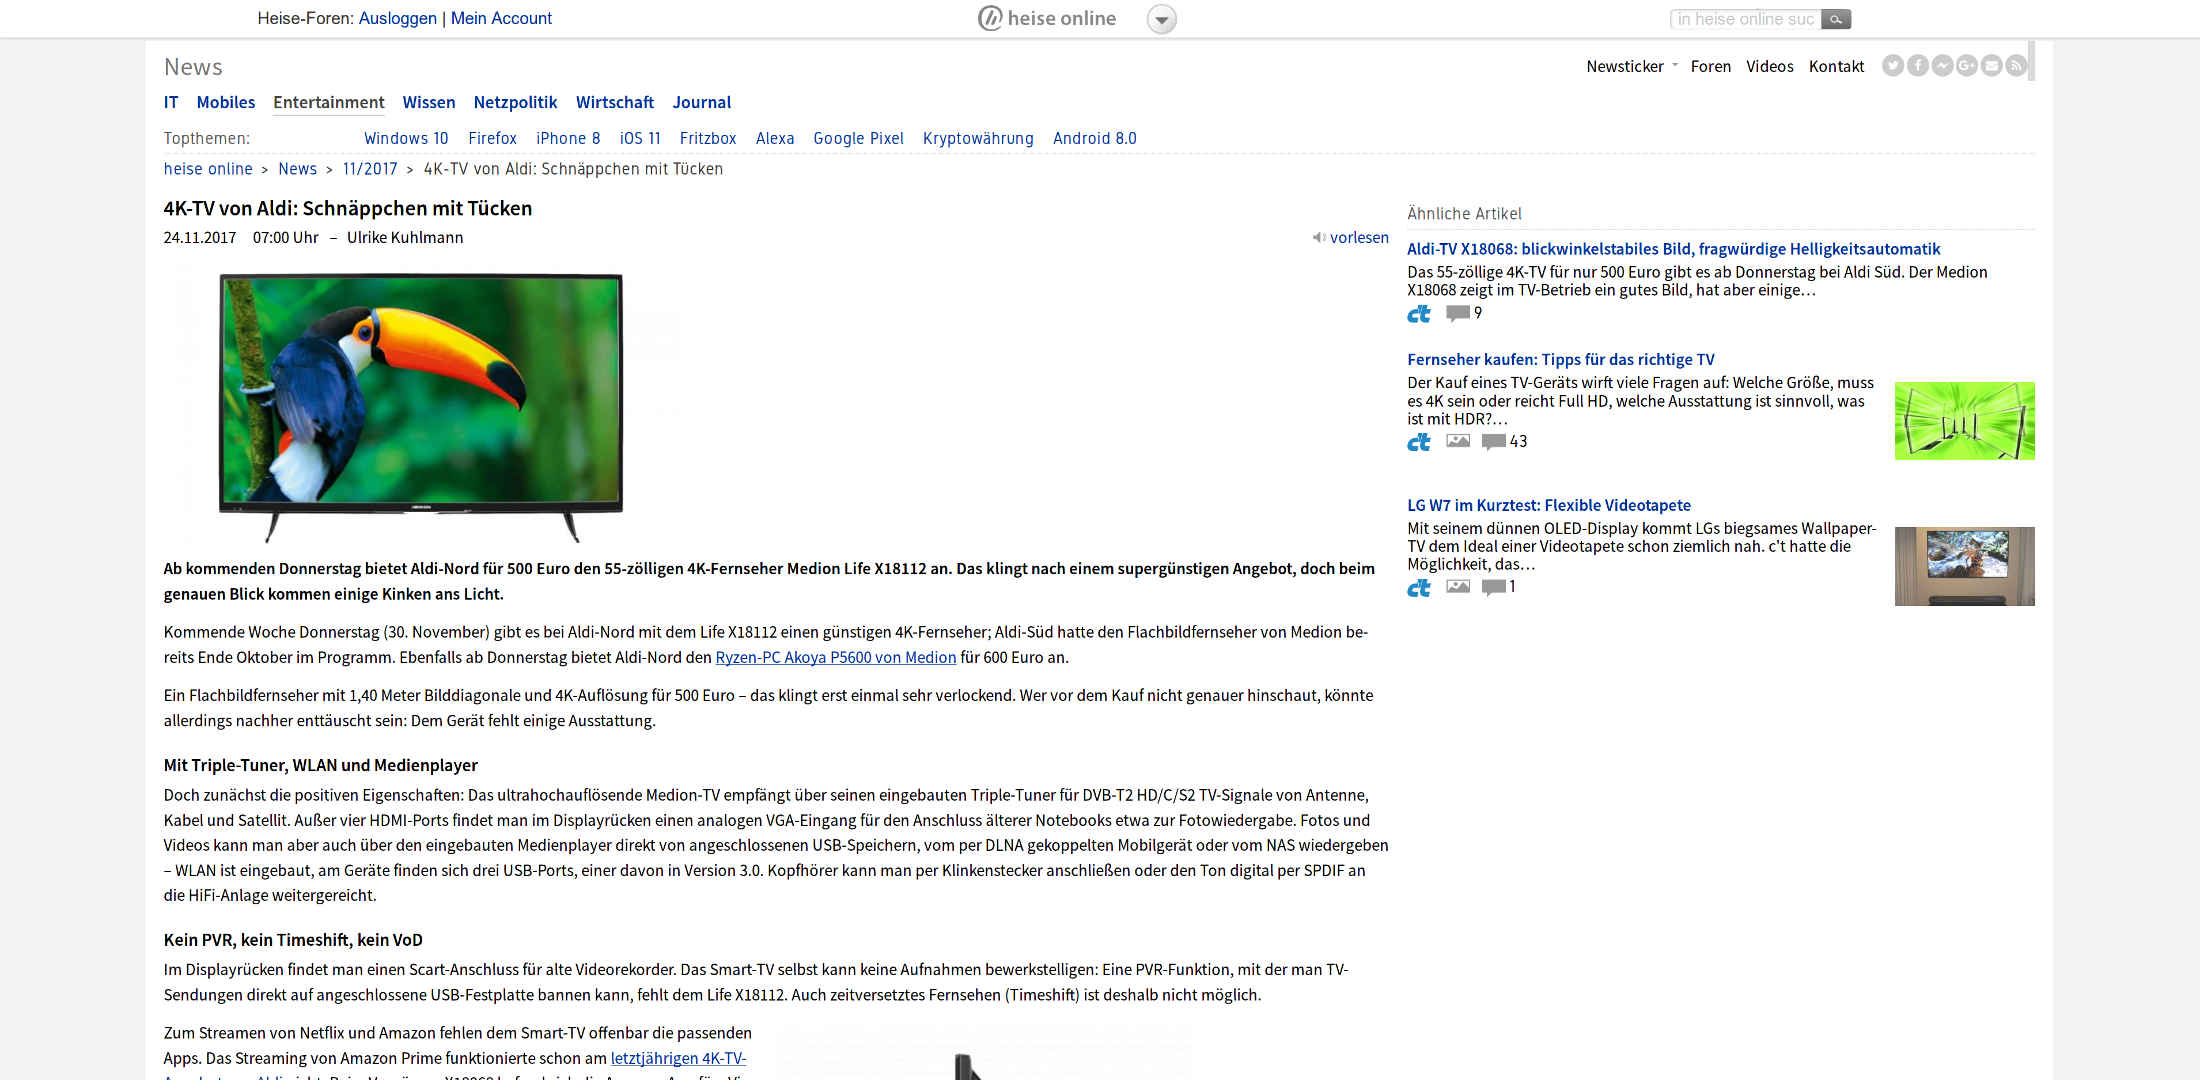 Heise-Foren: Ausloggen | Mein Account
heise online
in heise online suc
News
Newsticker Foren Videos Kontakt
IT Mobiles Entertainment Wissen Netzpolitik Wirtschaft Journal
Topthemen: Windows 10 Firefox iPhone 8 iOS 11 Fritzbox Alexa Google Pixel Kryptowährung Android 8.0
heise online > News > 11/2017 > 4K-TV von Aldi: Schnäppchen mit Tücken
4K-TV von Aldi: Schnäppchen mit Tücken
24.11.2017 07:00 Uhr – Ulrike Kuhlmann
vorlesen
Ab kommenden Donnerstag bietet Aldi-Nord für 500 Euro den 55-zölligen 4K-Fernseher Medion Life X18112 an. Das klingt nach einem supergünstigen Angebot, doch beim
genauen Blick kommen einige Kinken ans Licht.
Kommende Woche Donnerstag (30. November) gibt es bei Aldi-Nord mit dem Life X18112 einen günstigen 4K-Fernseher; Aldi-Süd hatte den Flachbildfernseher von Medion be-
reits Ende Oktober im Programm. Ebenfalls ab Donnerstag bietet Aldi-Nord den Ryzen-PC Akoya P5600 von Medion für 600 Euro an.
Ein Flachbildfernseher mit 1,40 Meter Bilddiagonale und 4K-Auflösung für 500 Euro – das klingt erst einmal sehr verlockend. Wer vor dem Kauf nicht genauer hinschaut, könnte
allerdings nachher enttäuscht sein: Dem Gerät fehlt einige Ausstattung.
Mit Triple-Tuner, WLAN und Medienplayer
Doch zunächst die positiven Eigenschaften: Das ultrahochauflösende Medion-TV empfängt über seinen eingebauten Triple-Tuner für DVB-T2 HD/C/S2 TV-Signale von Antenne,
Kabel und Satellit. Außer vier HDMI-Ports findet man im Displayrücken einen analogen VGA-Eingang für den Anschluss älterer Notebooks etwa zur Fotowiedergabe. Fotos und
Videos kann man aber auch über den eingebauten Medienplayer direkt von angeschlossenen USB-Speichern, vom per DLNA gekoppelten Mobilgerät oder vom NAS wiedergeben
– WLAN ist eingebaut, am Geräte finden sich drei USB-Ports, einer davon in Version 3.0. Kopfhörer kann man per Klinkenstecker anschließen oder den Ton digital per SPDIF an
die HiFi-Anlage weitergereicht.
Kein PVR, kein Timeshift, kein VoD
Im Displayrücken findet man einen Scart-Anschluss für alte Videorekorder. Das Smart-TV selbst kann keine Aufnahmen bewerkstelligen: Eine PVR-Funktion, mit der man TV-
Sendungen direkt auf angeschlossene USB-Festplatte bannen kann, fehlt dem Life X18112. Auch zeitversetztes Fernsehen (Timeshift) ist deshalb nicht möglich.
Zum Streamen von Netflix und Amazon fehlen dem Smart-TV offenbar die passenden
Apps. Das Streaming von Amazon Prime funktionierte schon am letztjährigen 4K-TV-
Ähnliche Artikel
Aldi-TV X18068: blickwinkelstabiles Bild, fragwürdige Helligkeitsautomatik
Das 55-zöllige 4K-TV für nur 500 Euro gibt es ab Donnerstag bei Aldi Süd. Der Medion
X18068 zeigt im TV-Betrieb ein gutes Bild, hat aber einige…
c't 9
Fernseher kaufen: Tipps für das richtige TV
Der Kauf eines TV-Geräts wirft viele Fragen auf: Welche Größe, muss
es 4K sein oder reicht Full HD, welche Ausstattung ist sinnvoll, was
ist mit HDR?…
c't 43
LG W7 im Kurztest: Flexible Videotapete
Mit seinem dünnen OLED-Display kommt LGs biegsames Wallpaper-
TV dem Ideal einer Videotapete schon ziemlich nah. c't hatte die
Möglichkeit, das…
c't 1